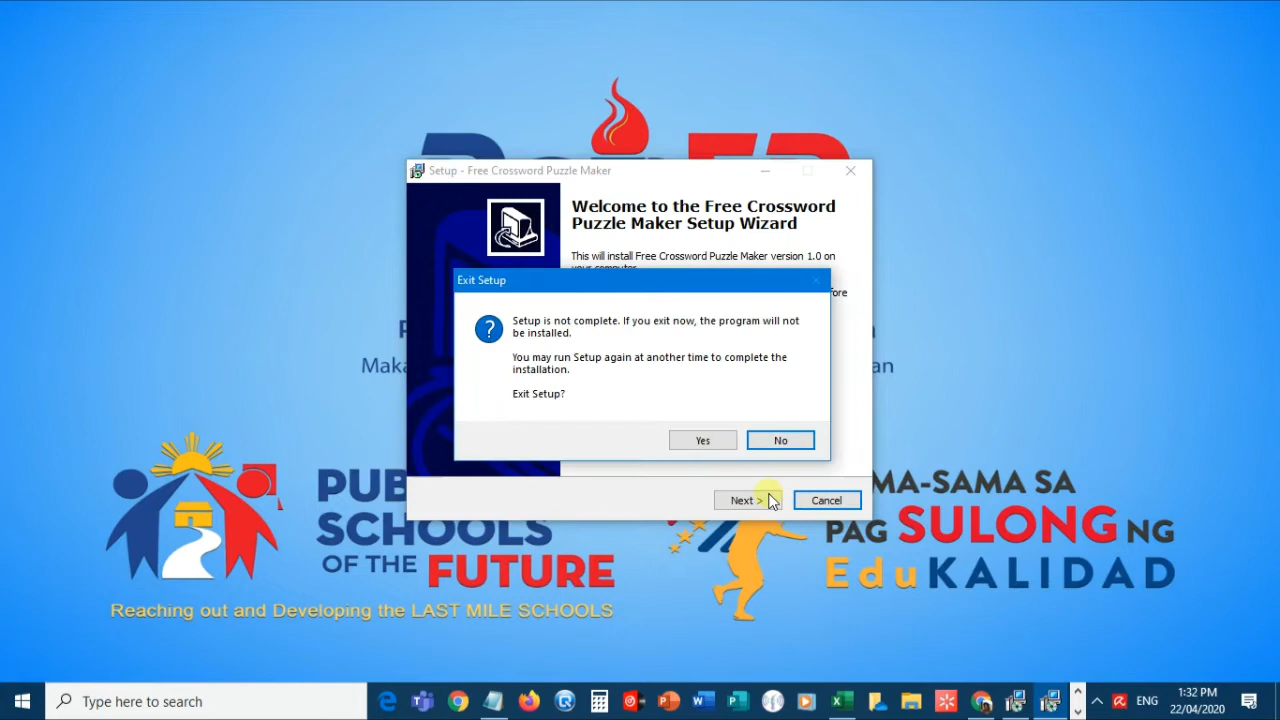 Setup - Free Crossword Puzzle Maker
Welcome to the Free Crossword
Puzzle Maker Setup Wizard
This will install Free Crossword Puzzle Maker version 1.0 on
your computer.
Exit Setup
Setup is not complete. If you exit now, the program will not
be installed.
You may run Setup again at another time to complete the
installation.
Exit Setup?
Yes
No
Next >
Cancel
SCHOOLS
OF THE FUTURE
Reaching out and Developing the LAST MILE SCHOOLS
MA-SAMA SA
PAG SULONG NG
EduKALIDAD
Type here to search
ENG
1:32 PM
22/04/2020